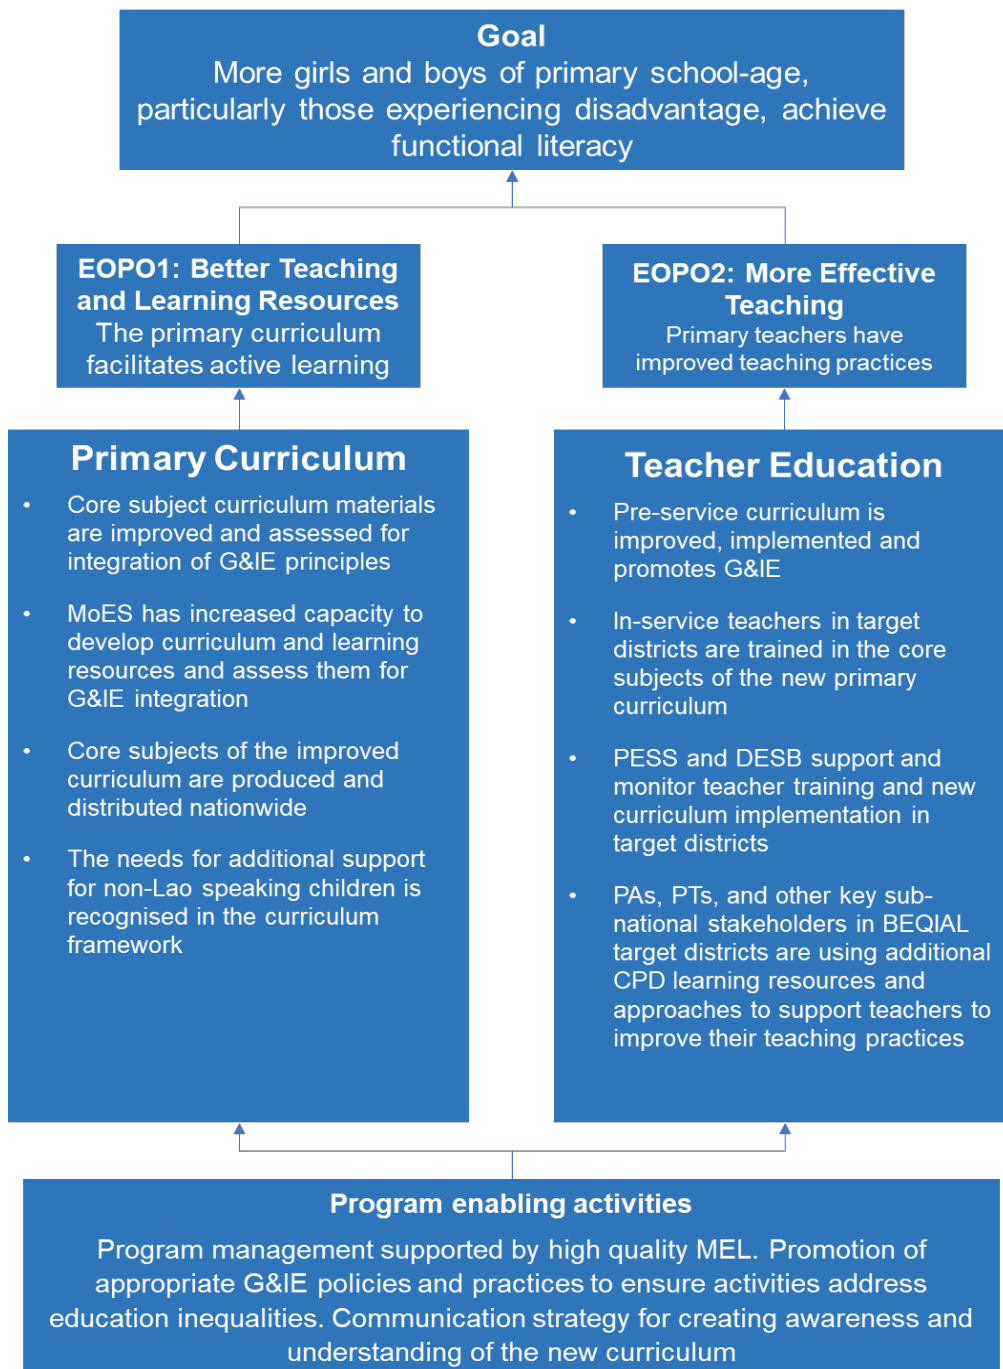 Goal
More girls and boys of primary school-age,
particularly those experiencing disadvantage, achieve
functional literacy
EOPO1: Better Teaching
and Learning Resources
The primary curriculum
facilitates active learning
EOPO2: More Effective
Teaching
Primary teachers have
improved teaching practices
Primary Curriculum
• Core subject curriculum materials
are improved and assessed for
integration of G&IE principles
• MoES has increased capacity to
develop curriculum and learning
resources and assess them for
G&IE integration
• Core subjects of the improved
curriculum are produced and
distributed nationwide
• The needs for additional support
for non-Lao speaking children is
recognised in the curriculum
framework
Teacher Education
• Pre-service curriculum is
improved, implemented and
promotes G&IE
• In-service teachers in target
districts are trained in the core
subjects of the new primary
curriculum
• PESS and DESB support and
monitor teacher training and new
curriculum implementation in
target districts
• PAs, PTs, and other key sub-
national stakeholders in BEQIAL
target districts are using additional
CPD learning resources and
approaches to support teachers to
improve their teaching practices
Program enabling activities
Program management supported by high quality MEL. Promotion of
appropriate G&IE policies and practices to ensure activities address
education inequalities. Communication strategy for creating awareness and
understanding of the new curriculum